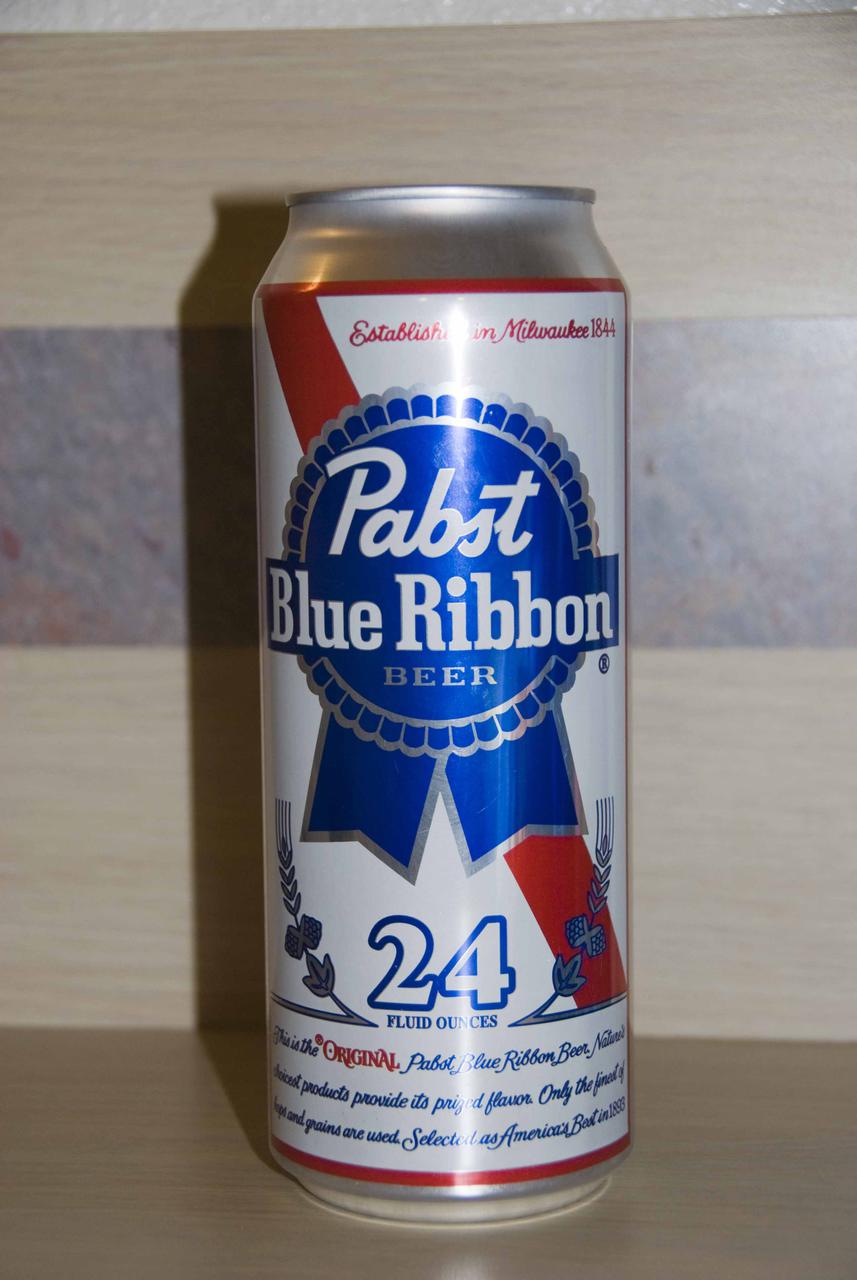 Established in Milwaukee 1844
Pabst
Blue Ribbon
®
BEER
24
FLUID OUNCES
This is the ®ORIGINAL Pabst Blue Ribbon Beer. Nature's
choicest products provide its prized flavor. Only the finest of
hops and grains are used. Selected as America's Best in 1893